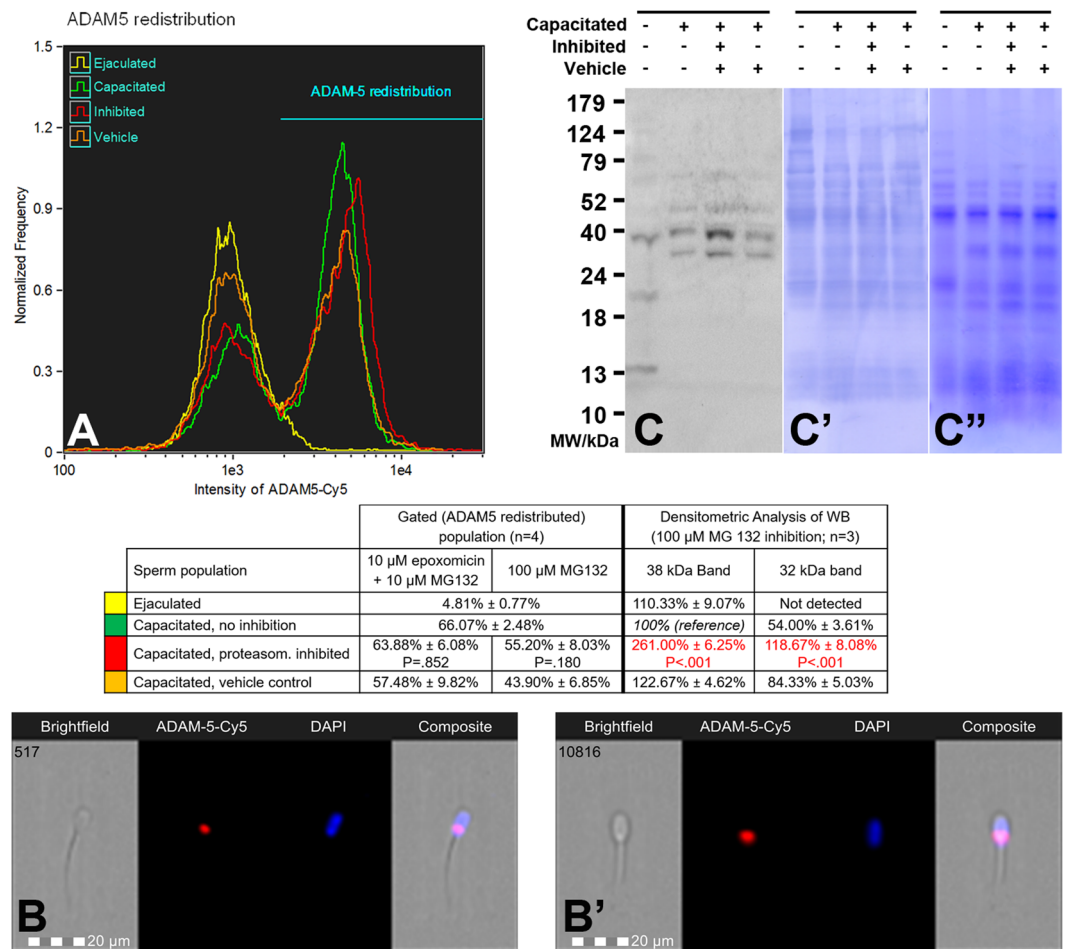 ADAM5 redistribution
1.5
1.2
0.9
0.6
0.3
0
Normalized Frequency
Ejaculated
Capacitated
Inhibited
Vehicle
ADAM-5 redistribution
A
100 1e3 1e4
Intensity of ADAM5-Cy5
Capacitated - + + + - + + + - + + +
Inhibited - - + - - - + - - - + -
Vehicle - - + + - - + + - - + +
179
124
79
52
40
24
18
13
10
MW/kDa
C C' C"
Gated (ADAM5 redistributed) population (n=4) Densitometric Analysis of WB (100 µM MG 132 inhibition; n=3)
Sperm population 10 µM epoxomicin + 10 µM MG132 100 µM MG132 38 kDa Band 32 kDa band
Ejaculated 4.81% ± 0.77% 110.33% ± 9.07% Not detected
Capacitated, no inhibition 66.07% ± 2.48% 100% (reference) 54.00% ± 3.61%
Capacitated, proteasom. inhibited 63.88% ± 6.08% P=.852 55.20% ± 8.03% P=.180 261.00% ± 6.25% P<.001 118.67% ± 8.08% P<.001
Capacitated, vehicle control 57.48% ± 9.82% 43.90% ± 6.85% 122.67% ± 4.62% 84.33% ± 5.03%
Brightfield ADAM-5-Cy5 DAPI Composite
517
B
20 µm
Brightfield ADAM-5-Cy5 DAPI Composite
10816
B'
20 µm